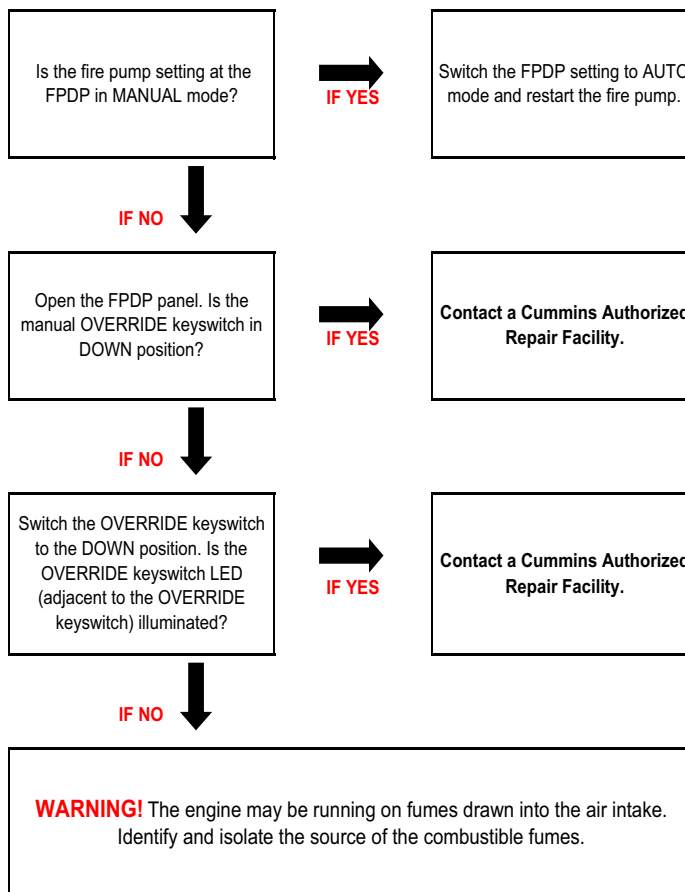 Is the fire pump setting at the
FPDP in MANUAL mode?
IF YES
Switch the FPDP setting to AUTO
mode and restart the fire pump.
IF NO
Open the FPDP panel. Is the
manual OVERRIDE keyswitch in
DOWN position?
IF YES
Contact a Cummins Authorized
Repair Facility.
IF NO
Switch the OVERRIDE keyswitch
to the DOWN position. Is the
OVERRIDE keyswitch LED
(adjacent to the OVERRIDE
keyswitch) illuminated?
IF YES
Contact a Cummins Authorized
Repair Facility.
IF NO
WARNING! The engine may be running on fumes drawn into the air intake.
Identify and isolate the source of the combustible fumes.